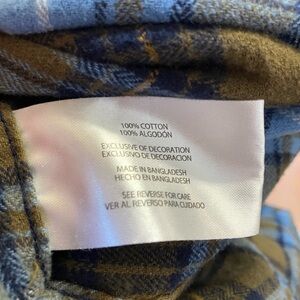 100% COTTON
100% ALGODÓN
EXCLUSIVE OF DECORATION
EXCLUSIVO DE DECORACION
MADE IN BANGLADESH
HECHO EN BANGLADESH
SEE REVERSE FOR CARE
VER AL REVERSO PARA CUIDADO